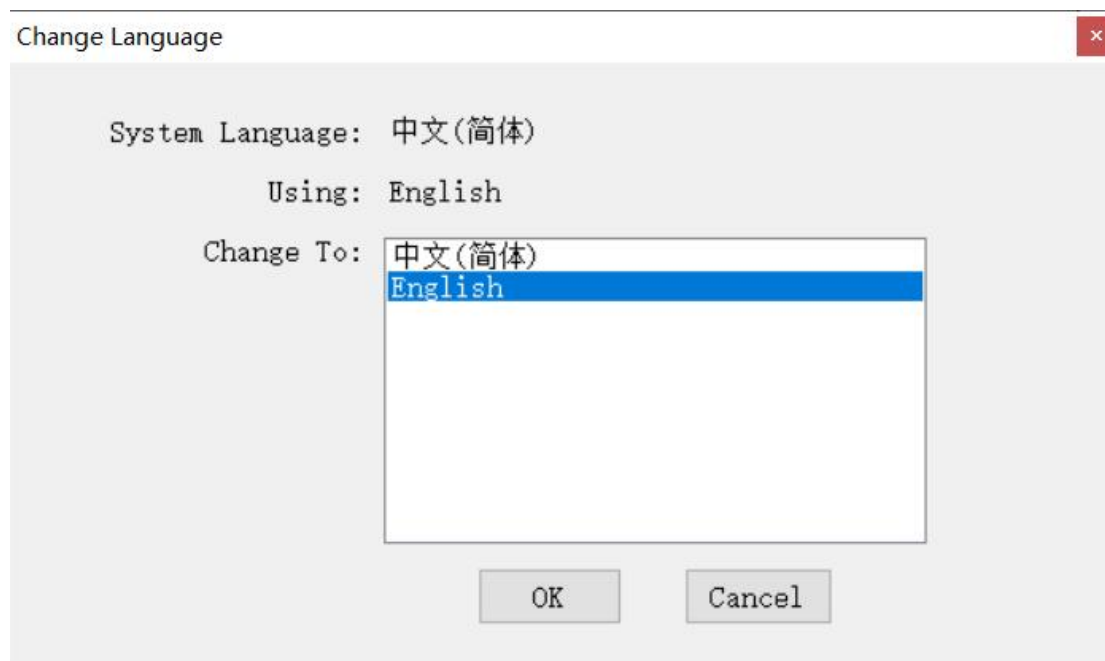 Change Language
System Language: 中文(简体)
Using: English
Change To: 中文(简体)
English
OK Cancel